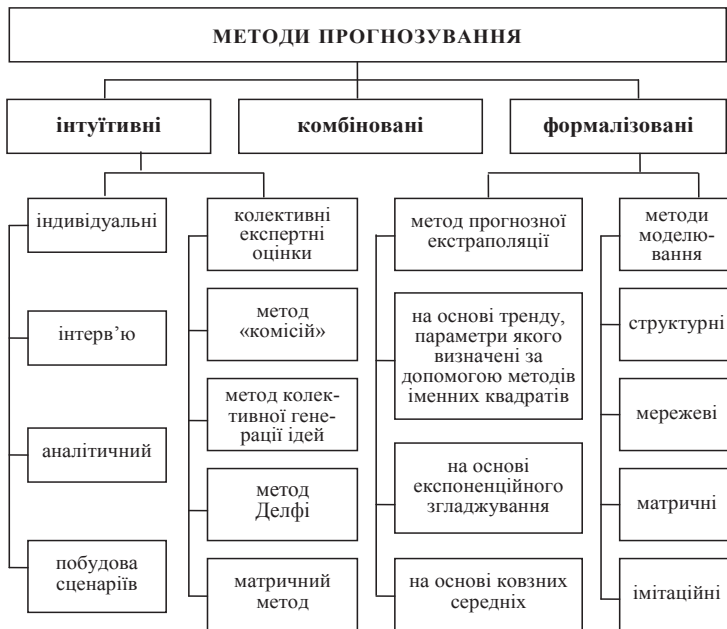 МЕТОДИ ПРОГНОЗУВАННЯ
інтуїтивні
комбіновані
формалізовані
індивідуальні
інтерв’ю
аналітичний
побудова
сценаріїв
колективні
експертні
оцінки
метод
«комісій»
метод колек-
тивної гене-
рації ідей
метод
Делфі
матричний
метод
метод прогнозної
екстраполяції
на основі тренду,
параметри якого
визначені за
допомогою методів
іменних квадратів
на основі
експоненційного
згладжування
на основі ковзних
середніх
методи
моделю-
вання
структурні
мережеві
матричні
імітаційні